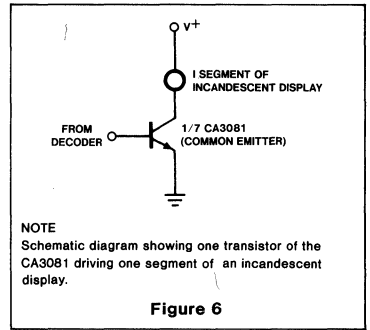 V+
I SEGMENT OF
INCANDESCENT DISPLAY
FROM
DECODER
1/7 CA3081
(COMMON EMITTER)
NOTE
Schematic diagram showing one transistor of the
CA3081 driving one segment of an incandescent
display.
Figure 6